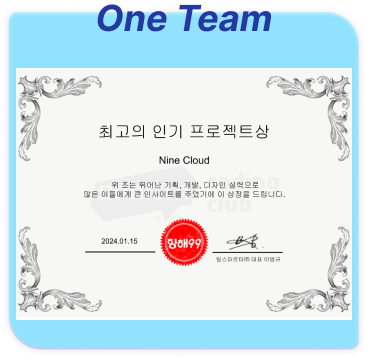 One Team
최고의 인기 프로젝트상
Nine Cloud
위 조는 뛰어난 기획, 개발, 디자인 실력으로
많은 이들에게 큰 인사이트를 주었기에 이 상장을 드립니다.
coding
club
2024.01.15
항해99
팀스파르타㈜ 대표 이범규